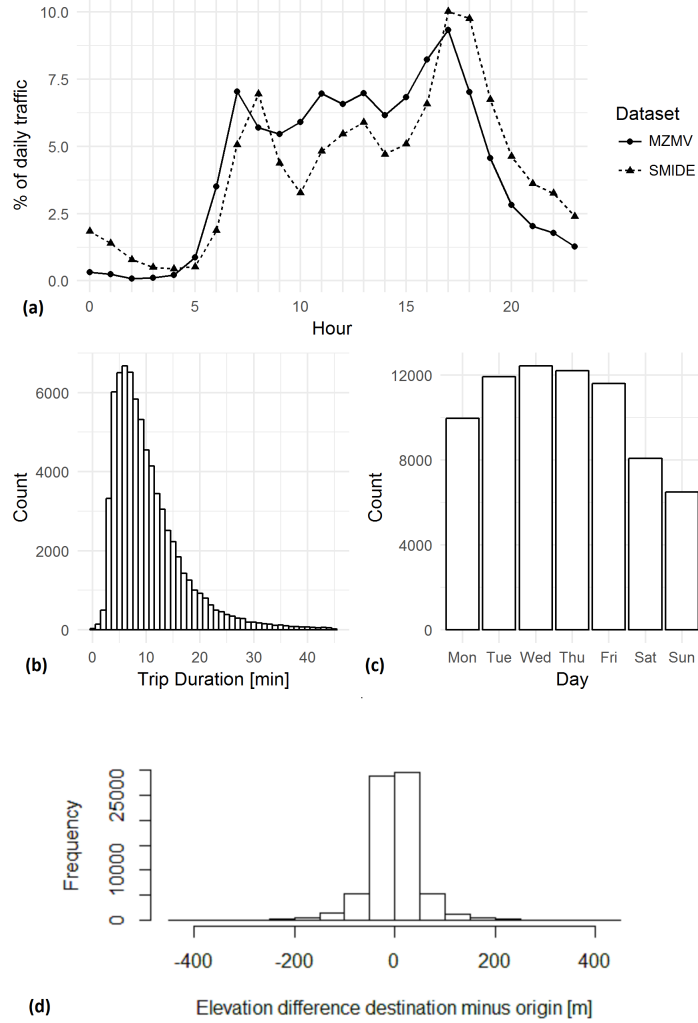 10.0
7.5
5.0
2.5
0.0
% of daily traffic
0 5 10 15 20
Hour
(a)
Dataset
MZMV
SMIDE
6000
4000
2000
0
Count
0 10 20 30 40
Trip Duration [min]
(b)
12000
8000
4000
0
Count
Mon Tue Wed Thu Fri Sat Sun
Day
(c)
25000
10000
0
Frequency
-400 -200 0 200 400
Elevation difference destination minus origin [m]
(d)